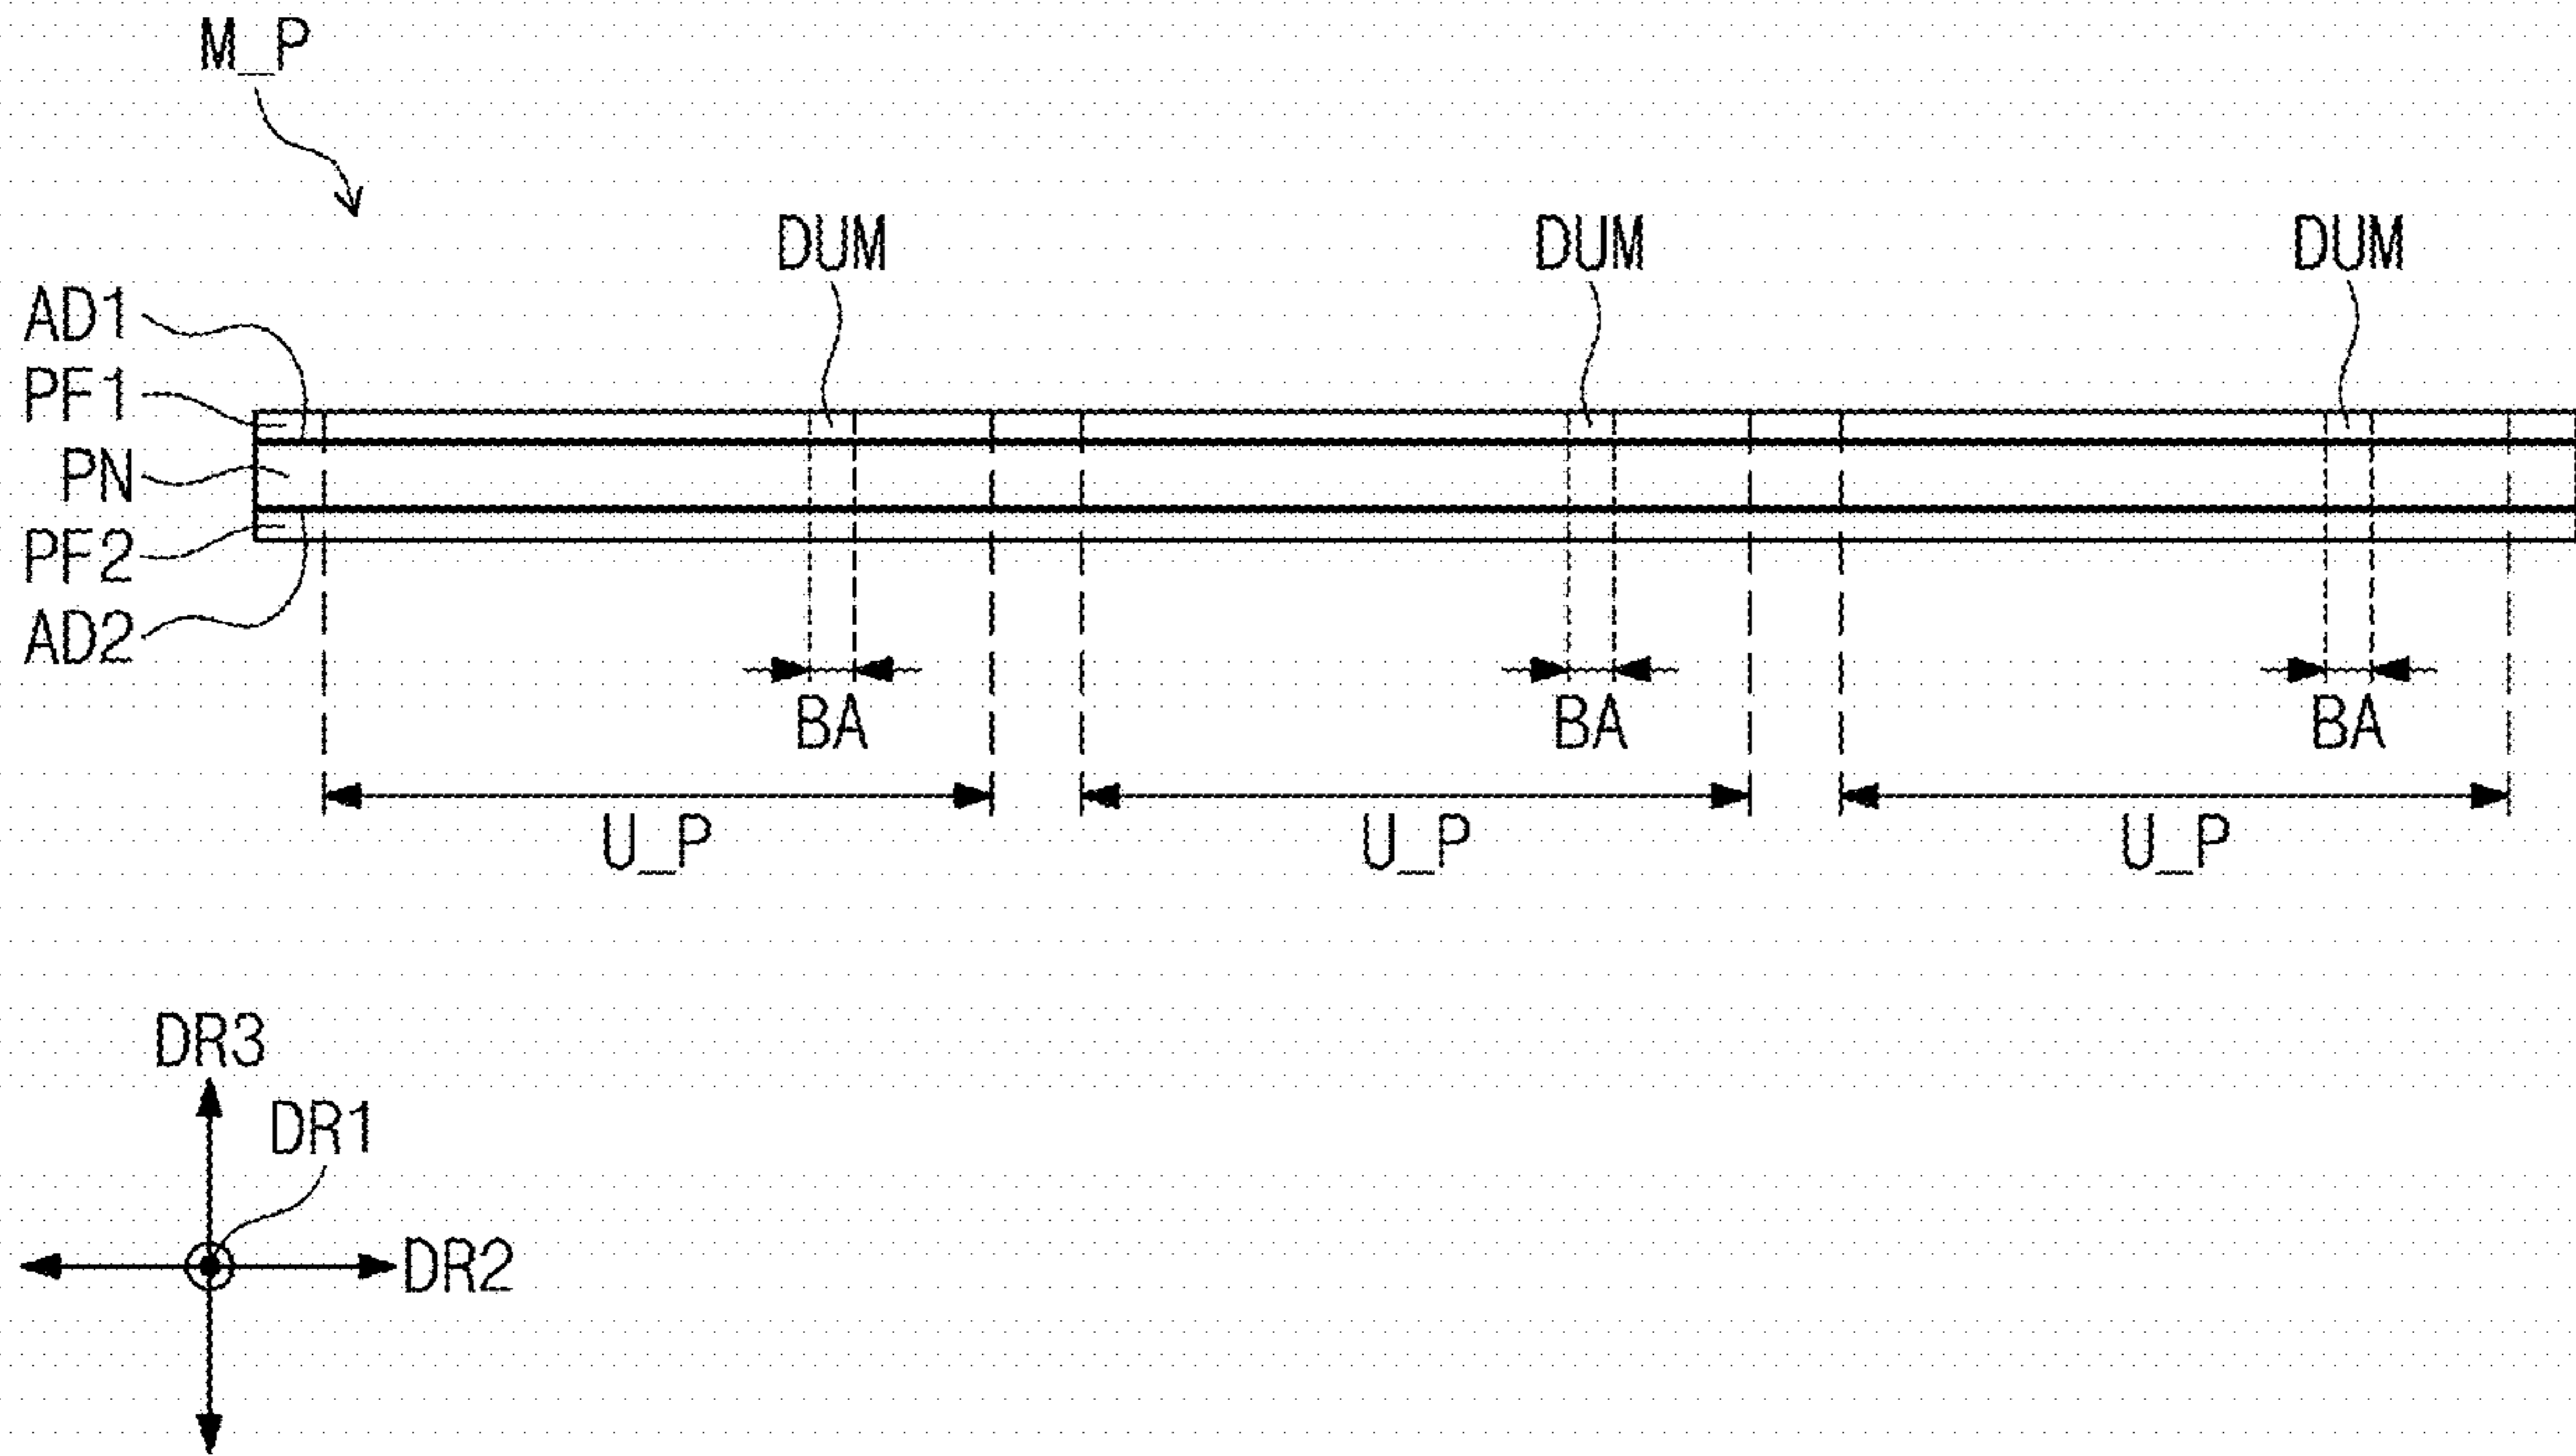 M_P
DUM DUM DUM
AD1
PF1
PN
PF2
AD2
BA BA BA
U_P U_P U_P
DR3
DR1
DR2